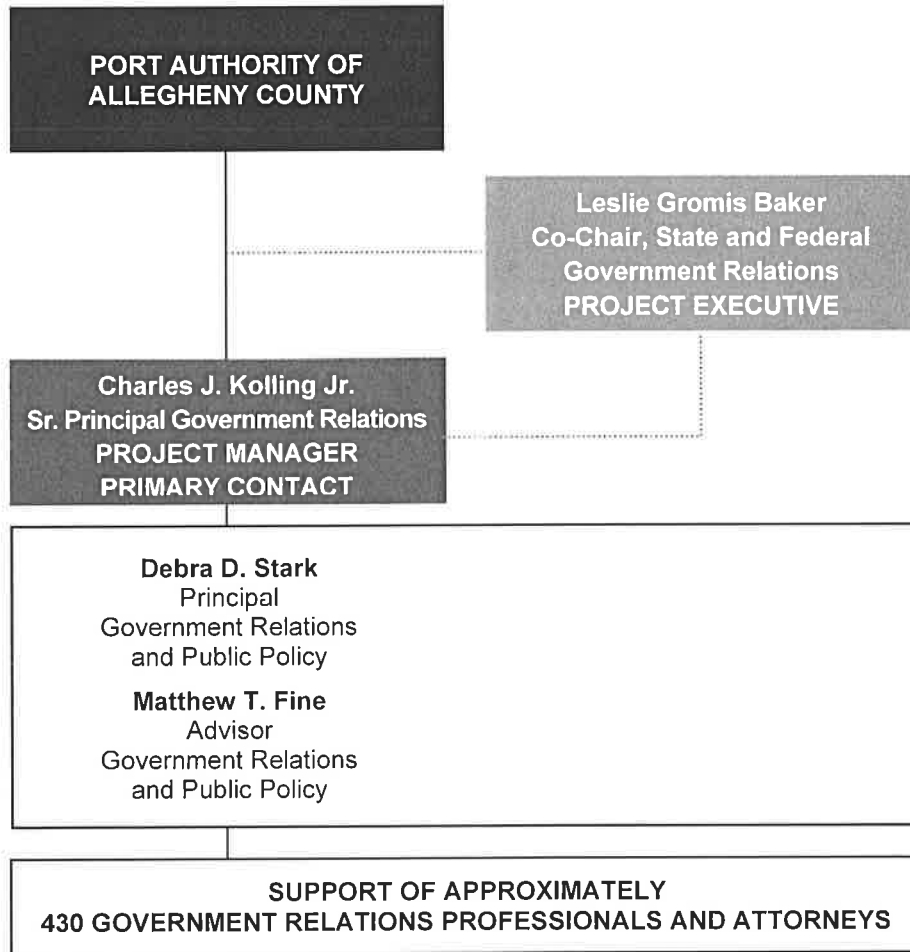 PORT AUTHORITY OF
ALLEGHENY COUNTY
Leslie Gromis Baker
Co-Chair, State and Federal
Government Relations
PROJECT EXECUTIVE
Charles J. Kolling Jr.
Sr. Principal Government Relations
PROJECT MANAGER
PRIMARY CONTACT
Debra D. Stark
Principal
Government Relations
and Public Policy
Matthew T. Fine
Advisor
Government Relations
and Public Policy
SUPPORT OF APPROXIMATELY
430 GOVERNMENT RELATIONS PROFESSIONALS AND ATTORNEYS